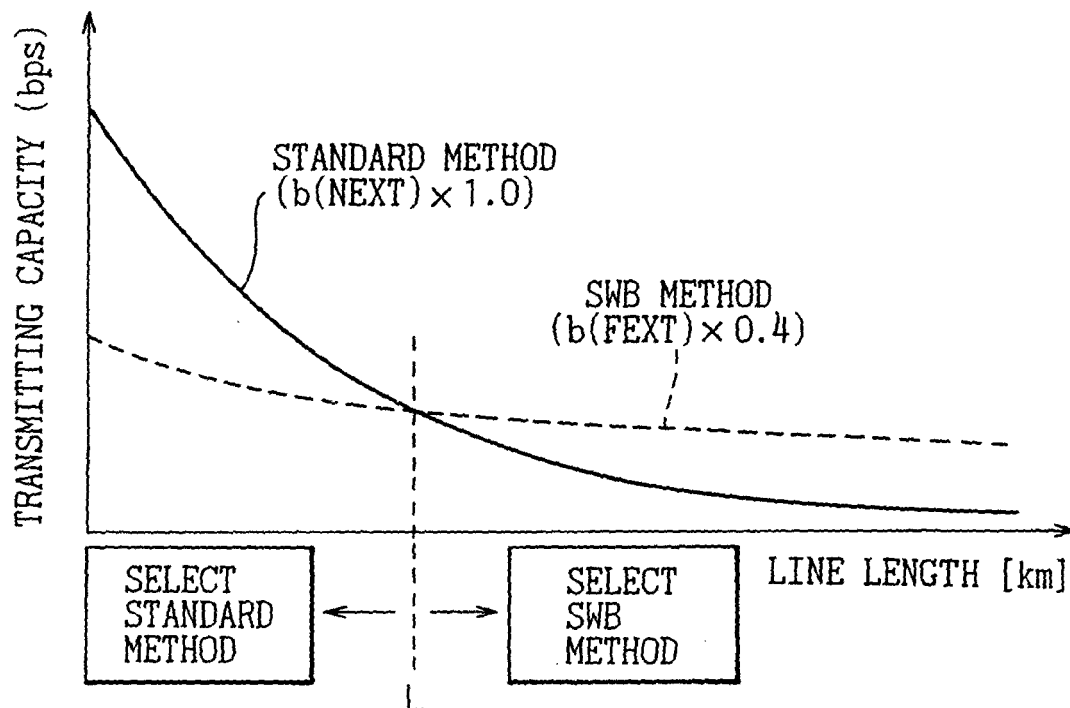 TRANSMITTING CAPACITY (bps)
STANDARD METHOD
(b(NEXT)×1.0)
SWB METHOD
(b(FEXT)×0.4)
LINE LENGTH [km]
SELECT
STANDARD
METHOD
SELECT
SWB
METHOD